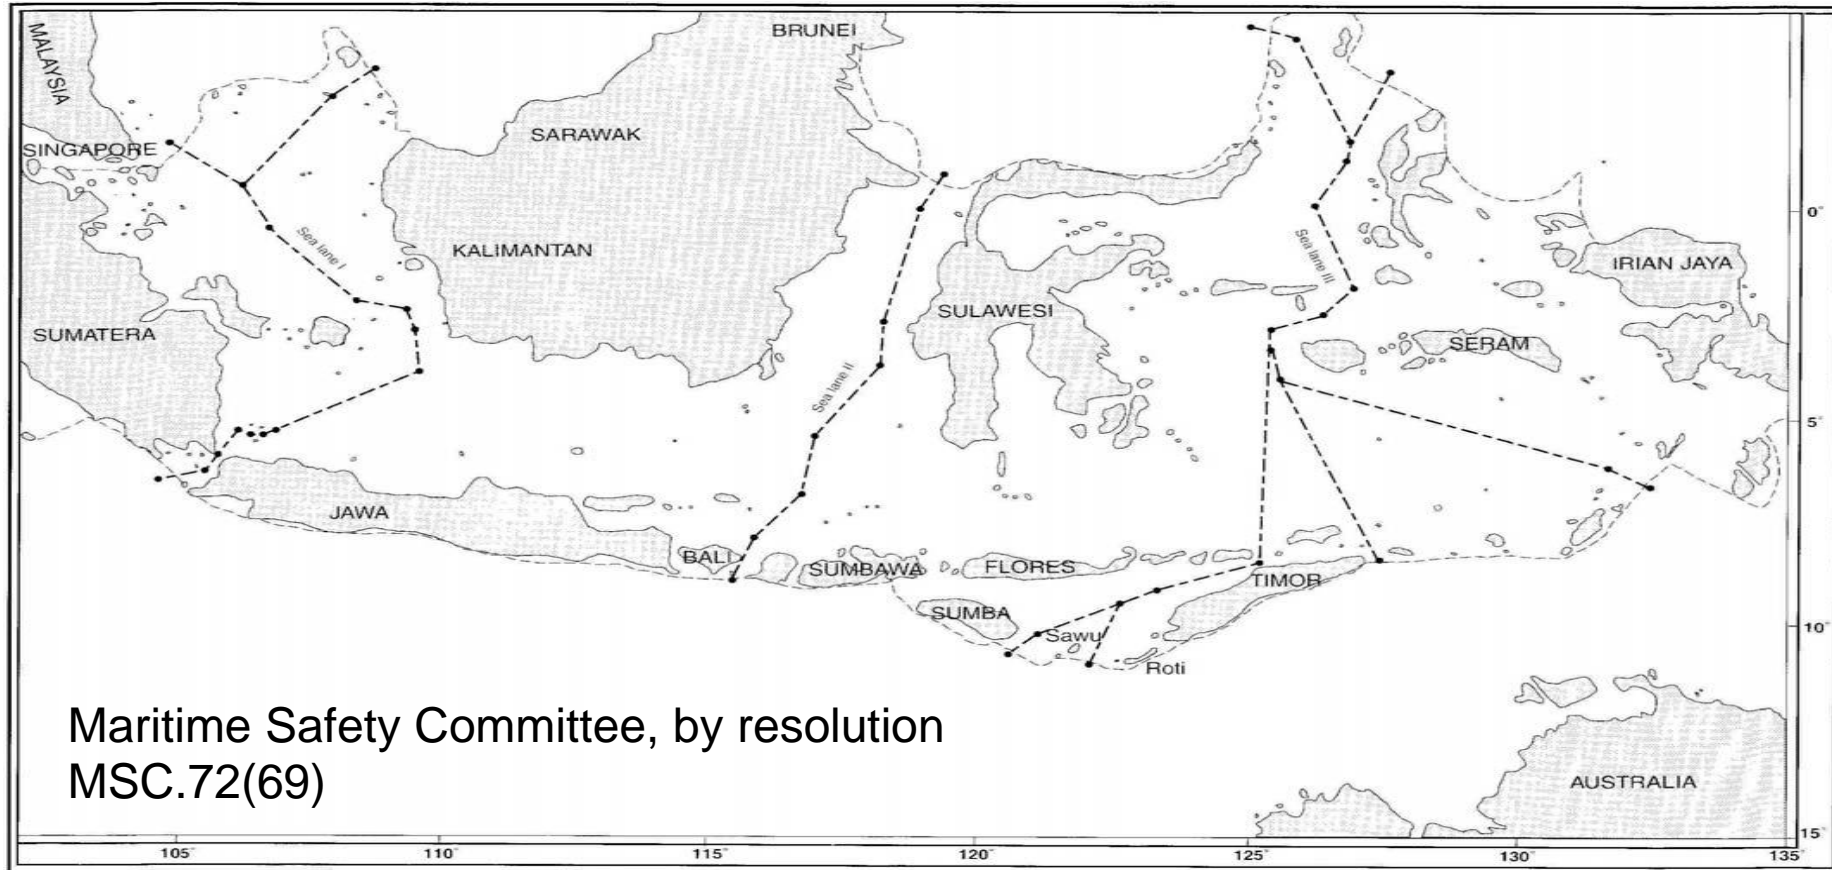 BRUNEI
MALAYSIA
SARAWAK
SINGAPORE
0°
Sea lane I
Sea lane III
KALIMANTAN
IRIAN JAYA
SULAWESI
SUMATERA
SERAM
Sea lane II
5°
JAWA
BALI
SUMBAWA
FLORES
TIMOR
SUMBA
10°
Sawu
Roti
Maritime Safety Committee, by resolution
MSC.72(69)
AUSTRALIA
15°
105° 110° 115° 120° 125° 130° 135°